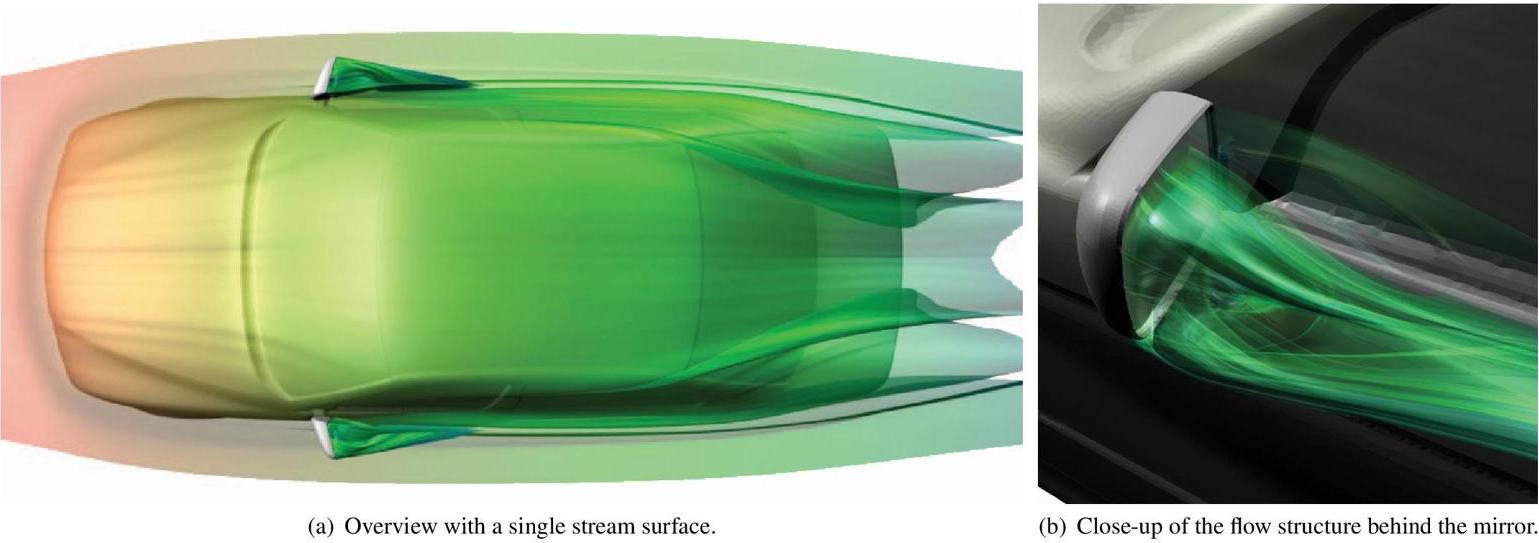 (a) Overview with a single stream surface.
(b) Close-up of the flow structure behind the mirror.